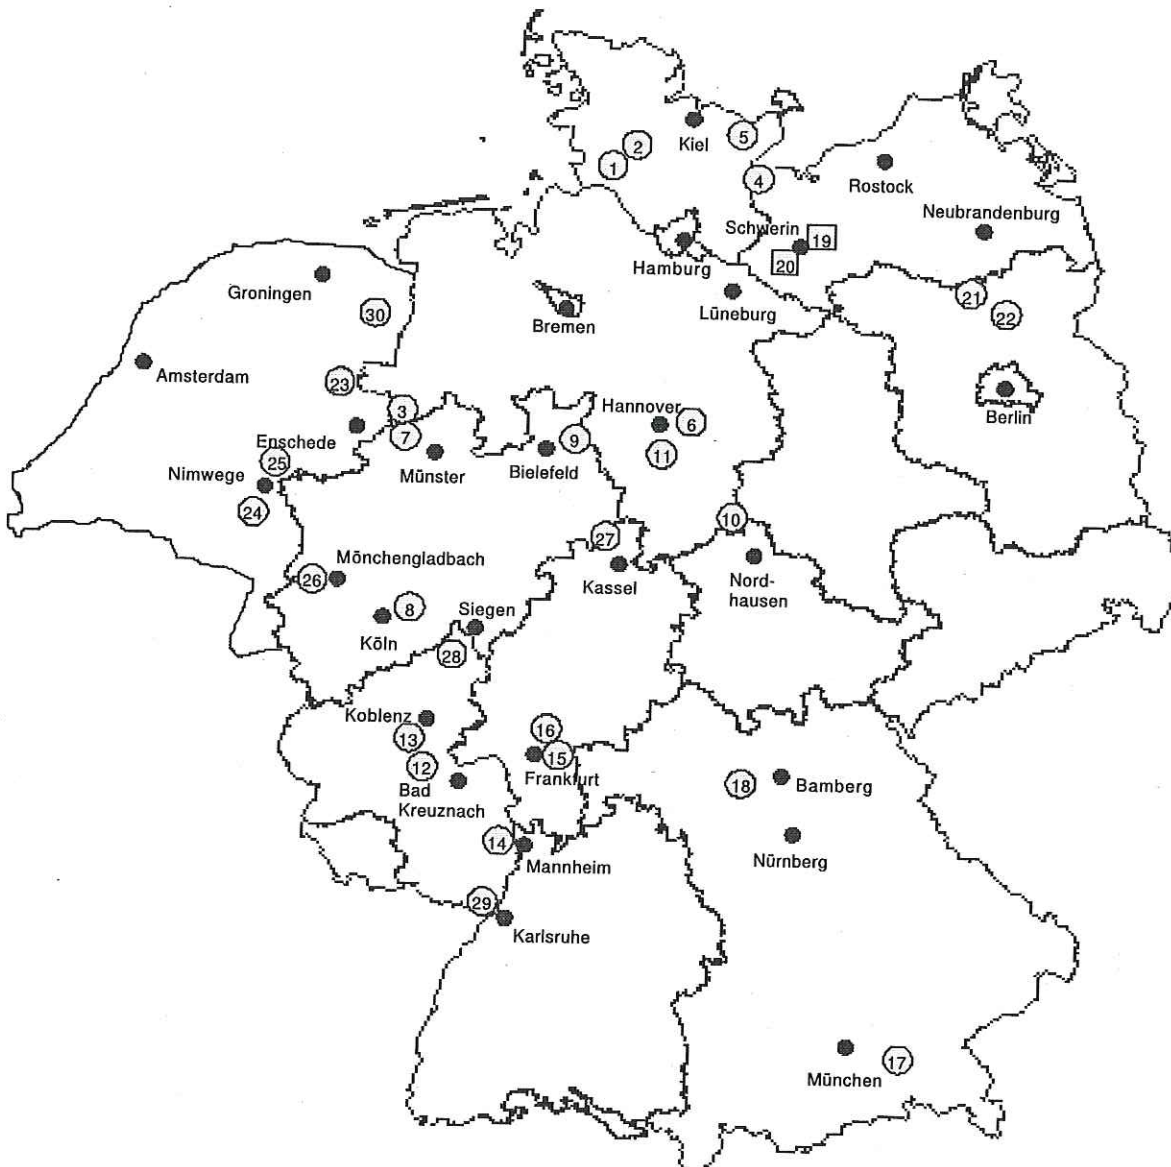 5
Kiel
2
1
4
Rostock
Neubrandenburg
Schwerin
19
Hamburg
20
Groningen
Lüneburg
21
22
30
Bremen
Amsterdam
23
3
Hannover
6
Berlin
Enschede
7
9
25
Münster
Bielefeld
11
Nimwege
24
10
27
Mönchengladbach
26
Kassel
Nord-
hausen
8
Siegen
Köln
28
Koblenz
16
13
15
12
Frankfurt
Bad
Kreuznach
18
Bamberg
14
Mannheim
Nürnberg
29
Karlsruhe
17
München